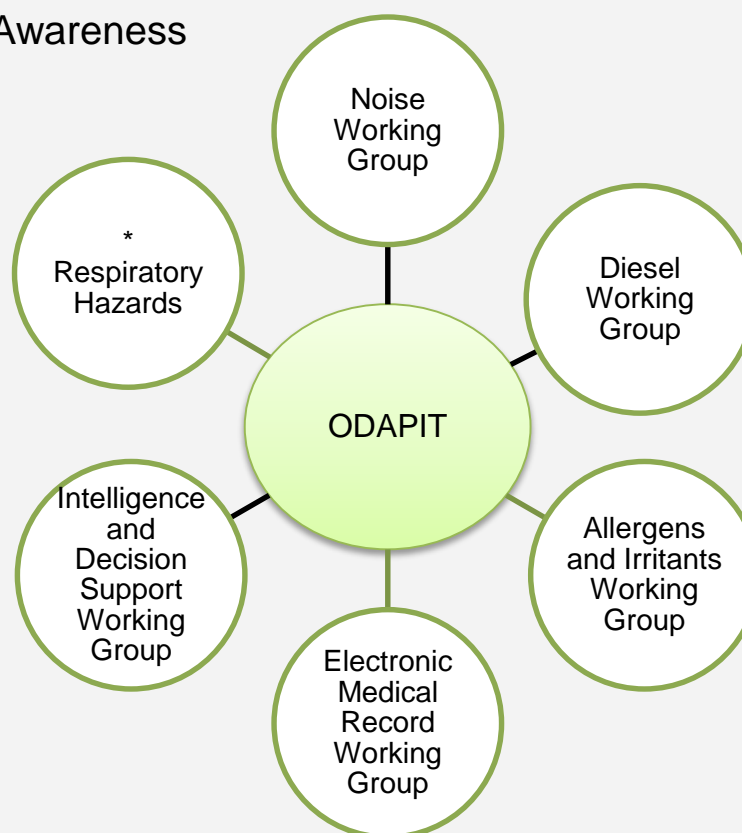 Awareness
Noise
Working
Group
*
Respiratory
Hazards
Diesel
Working
Group
ODAPIT
Intelligence
and
Decision
Support
Working
Group
Allergens
and Irritants
Working
Group
Electronic
Medical
Record
Working
Group